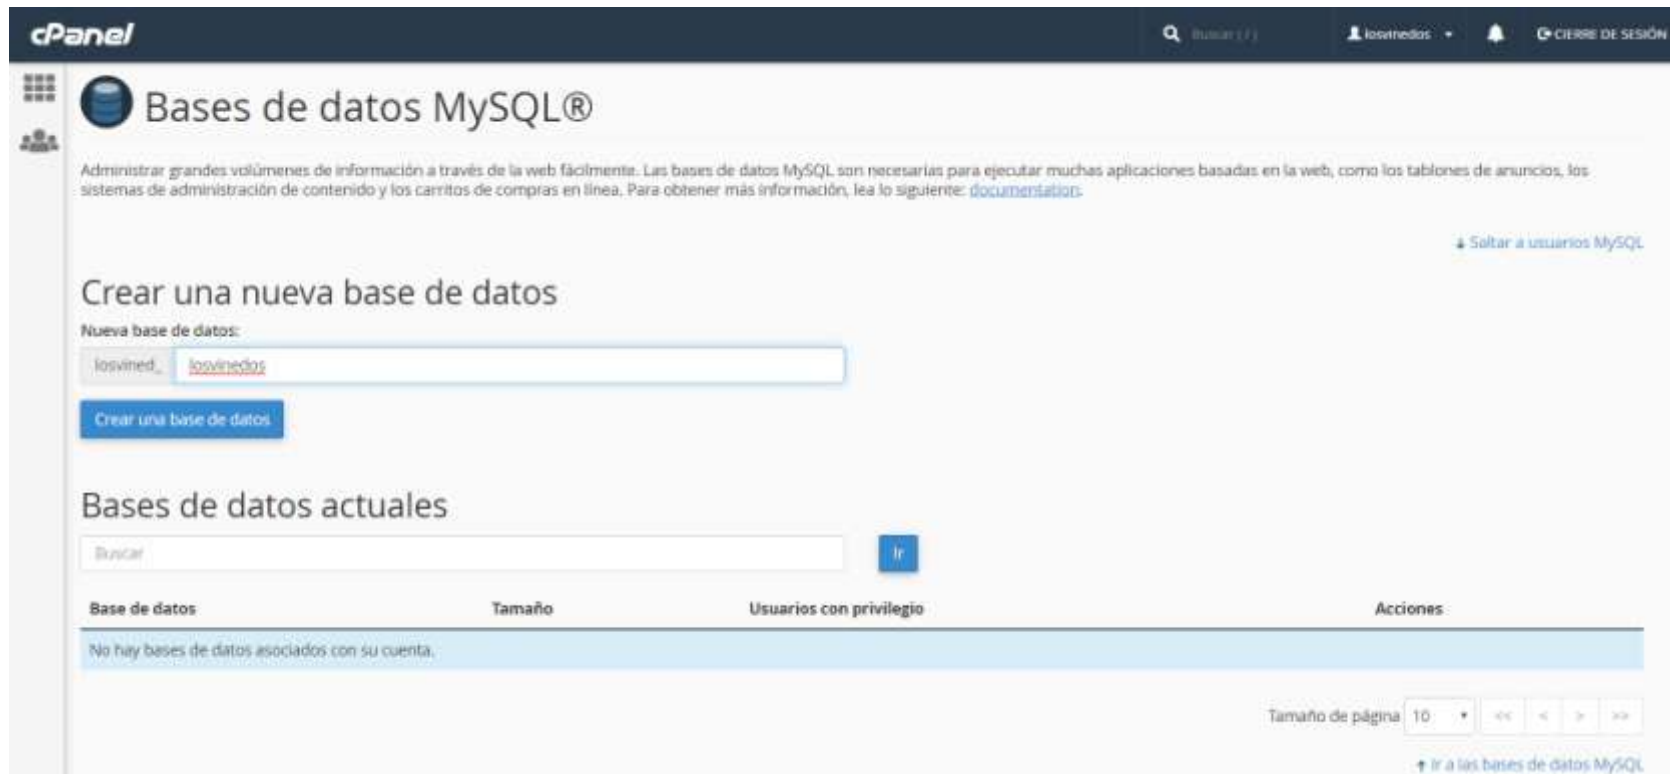 cPanel
Buscar ( / )
losvinedos
CIERRE DE SESIÓN
Bases de datos MySQL®
Administrar grandes volúmenes de información a través de la web fácilmente. Las bases de datos MySQL son necesarias para ejecutar muchas aplicaciones basadas en la web, como los tablones de anuncios, los
sistemas de administración de contenido y los carritos de compras en línea. Para obtener más información, lea lo siguiente: documentation.
Saltar a usuarios MySQL
Crear una nueva base de datos
Nueva base de datos:
losvined_ losvinedos
Crear una base de datos
Bases de datos actuales
Buscar
Ir
Base de datos Tamaño Usuarios con privilegio Acciones
No hay bases de datos asociados con su cuenta.
Tamaño de página 10 << < > >>
Ir a las bases de datos MySQL